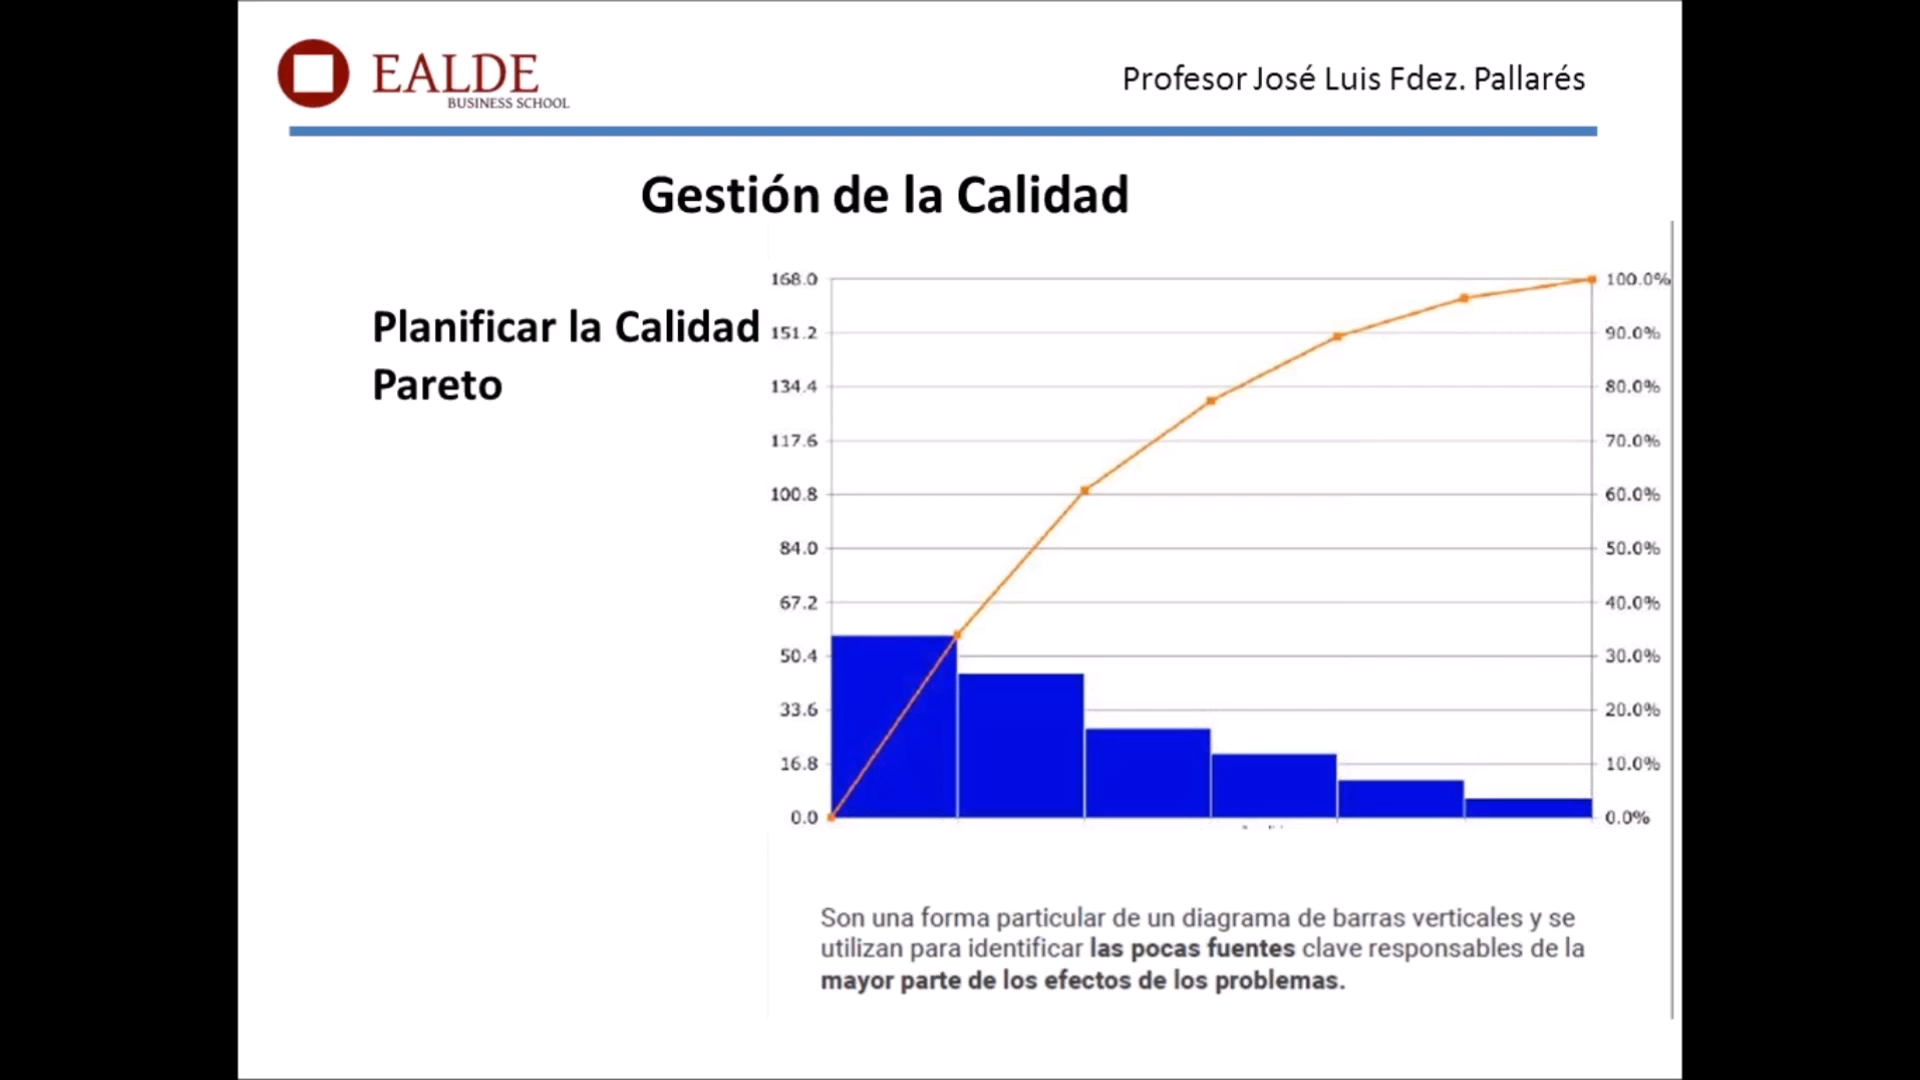 EALDE
BUSINESS SCHOOL
Profesor José Luis Fdez. Pallarés
Gestión de la Calidad
Planificar la Calidad
Pareto
168.0
151.2
134.4
117.6
100.8
84.0
67.2
50.4
33.6
16.8
0.0
100.0%
90.0%
80.0%
70.0%
60.0%
50.0%
40.0%
30.0%
20.0%
10.0%
0.0%
Son una forma particular de un diagrama de barras verticales y se
utilizan para identificar las pocas fuentes clave responsables de la
mayor parte de los efectos de los problemas.